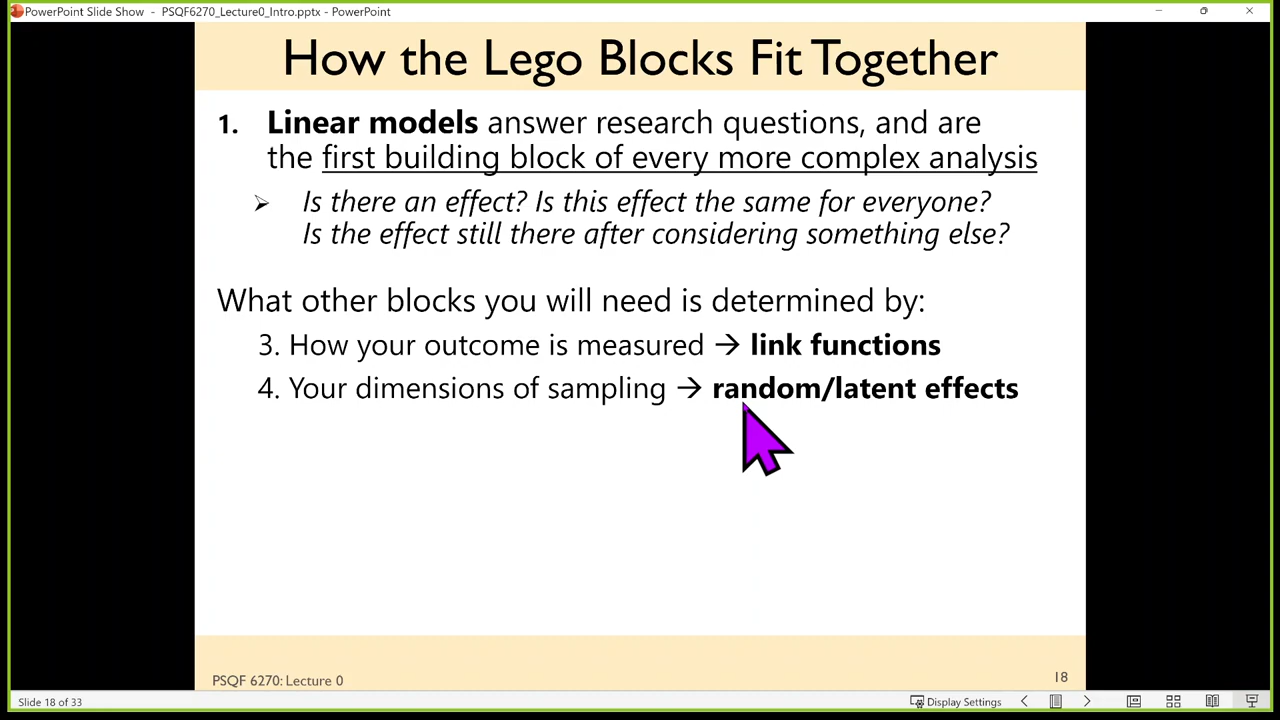 PowerPoint Slide Show - PSQF6270_Lecture0_Intro.pptx - PowerPoint
How the Lego Blocks Fit Together
1. Linear models answer research questions, and are
the first building block of every more complex analysis
Is there an effect? Is this effect the same for everyone?
Is the effect still there after considering something else?
What other blocks you will need is determined by:
3. How your outcome is measured → link functions
4. Your dimensions of sampling → random/latent effects
PSQF 6270: Lecture 0
18
Slide 18 of 33
Display Settings